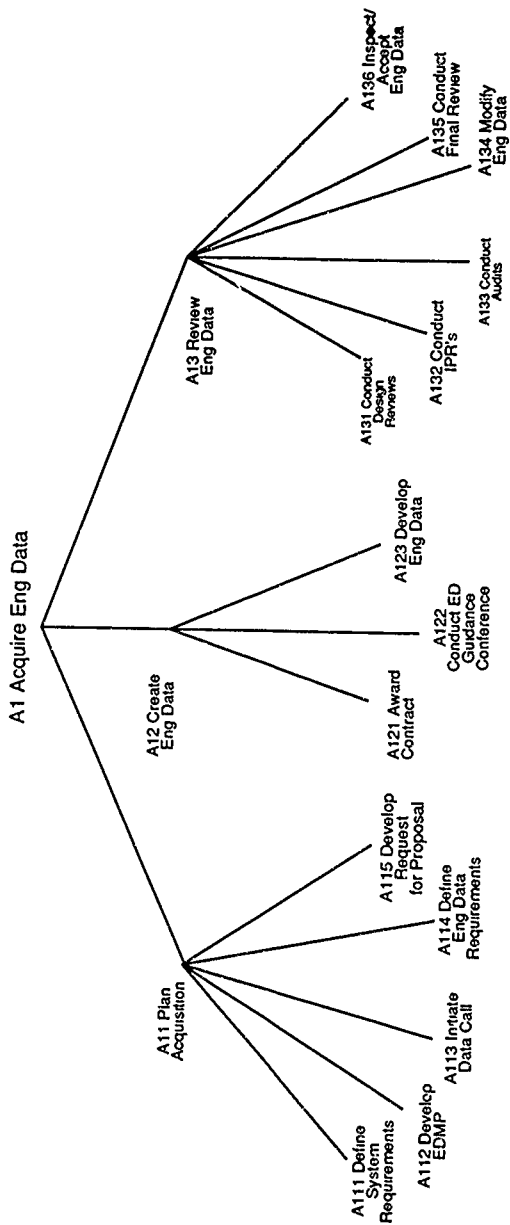 A1 Acquire Eng Data
A11 Plan
Acquisition
A12 Create
Eng Data
A13 Review
Eng Data
A111 Define
System
Requirements
A112 Develop
EDMP
A113 Initiate
Data Call
A114 Define
Eng Data
Requirements
A115 Develop
Request
for Proposal
A121 Award
Contract
A122
Conduct ED
Guidance
Conference
A123 Develop
Eng Data
A131 Conduct
Design
Reviews
A132 Conduct
IPR's
A133 Conduct
Audits
A134 Modify
Eng Data
A135 Conduct
Final Review
A136 Inspect/
Accept
Eng Data